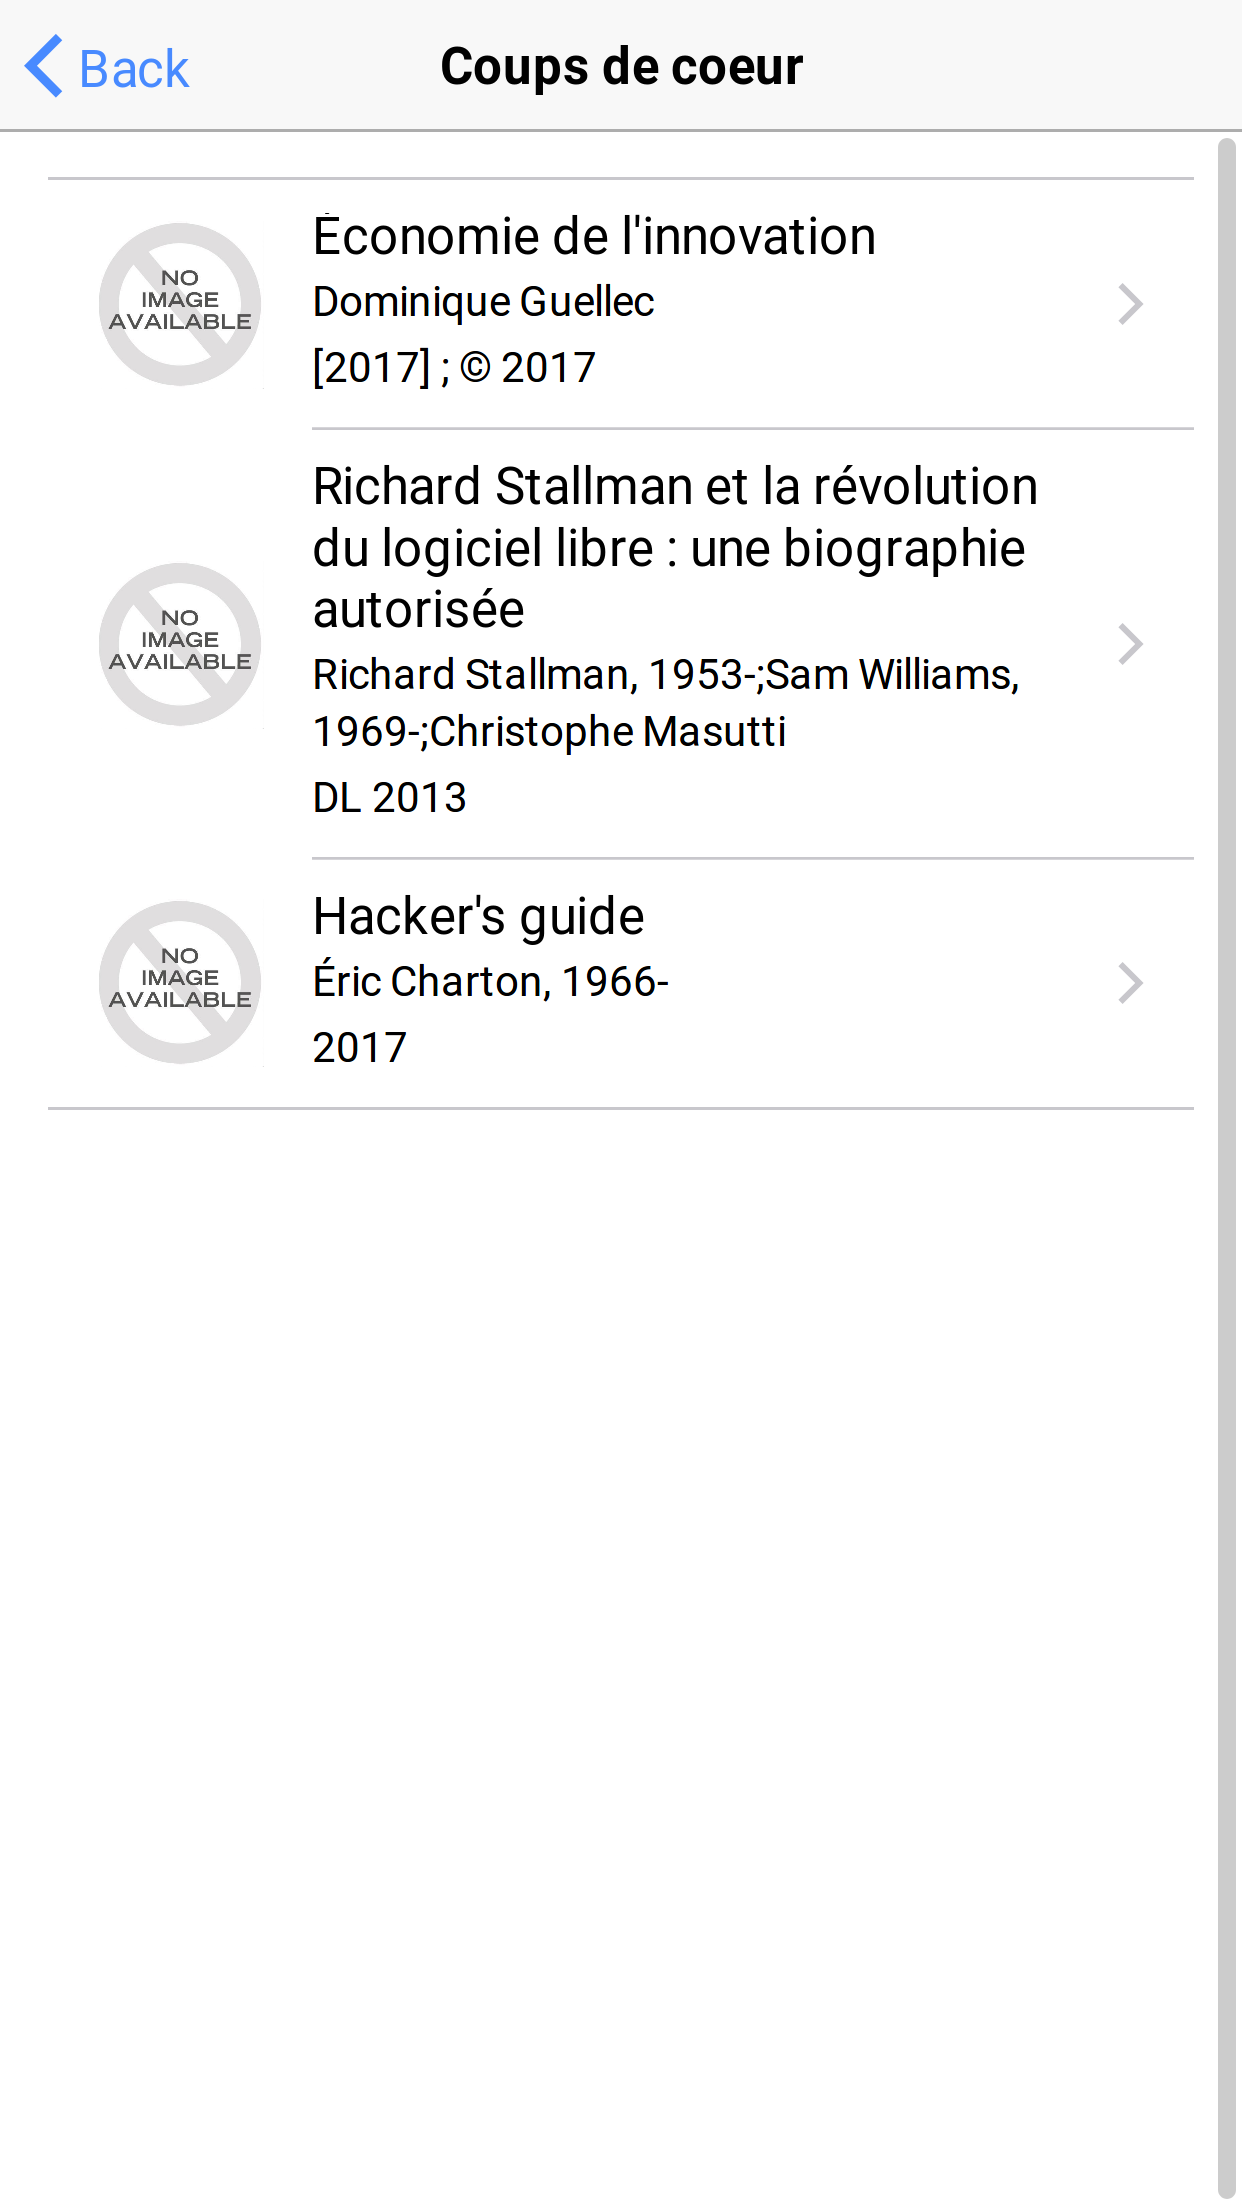 Back
Coups de coeur
NO
IMAGE
AVAILABLE
Économie de l'innovation
Dominique Guellec
[2017] ; © 2017
NO
IMAGE
AVAILABLE
Richard Stallman et la révolution
du logiciel libre : une biographie
autorisée
Richard Stallman, 1953-;Sam Williams,
1969-;Christophe Masutti
DL 2013
NO
IMAGE
AVAILABLE
Hacker's guide
Éric Charton, 1966-
2017